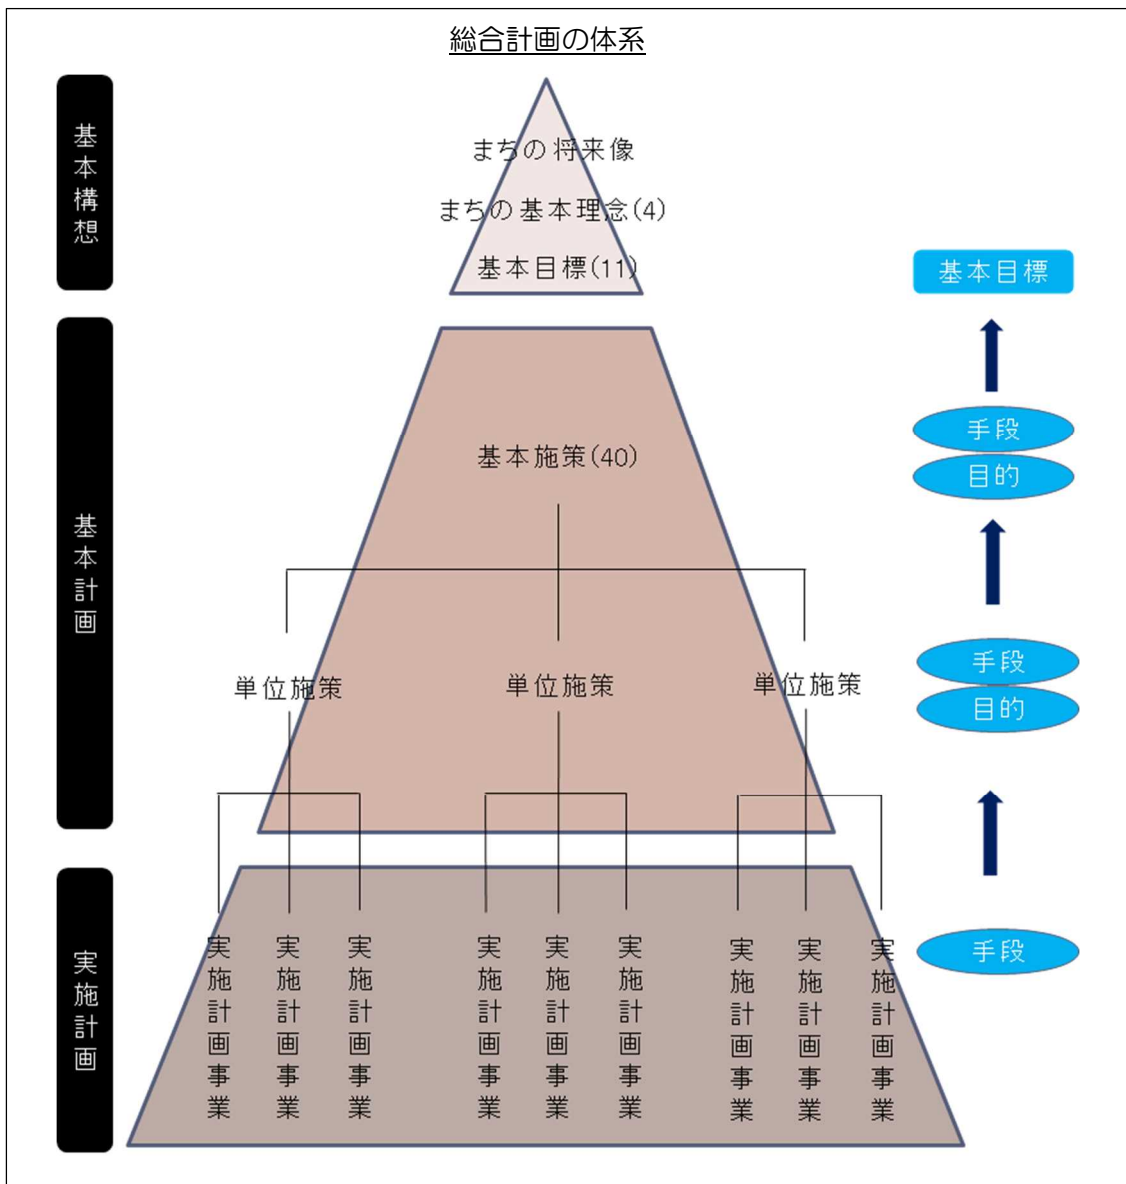 総合計画の体系
基本構想
まちの将来像
まちの基本理念(4)
基本目標(11)
基本目標
基本計画
基本施策(40)
手段
目的
単位施策
単位施策
単位施策
手段
目的
実施計画
実施計画事業
実施計画事業
実施計画事業
実施計画事業
実施計画事業
実施計画事業
実施計画事業
実施計画事業
実施計画事業
手段